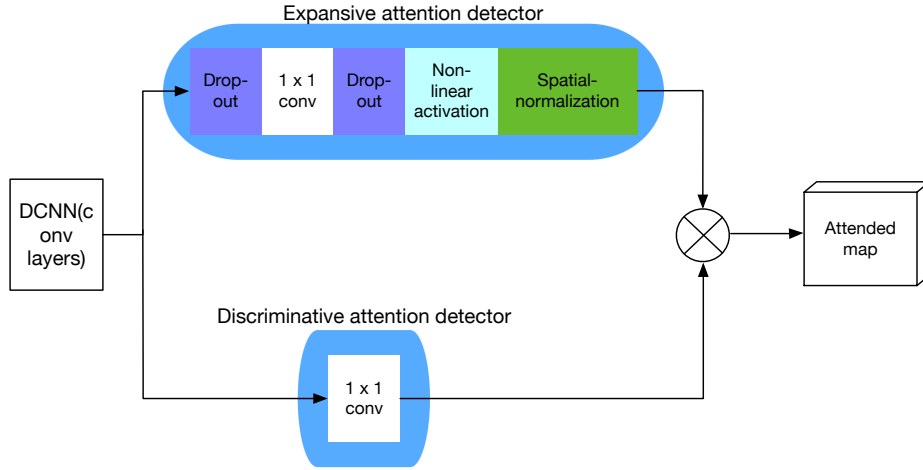 Expansive attention detector
Drop-
out
1 x 1
conv
Drop-
out
Non-
linear
activation
Spatial-
normalization
DCNN(c
onv
layers)
Attended
map
Discriminative attention detector
1 x 1
conv